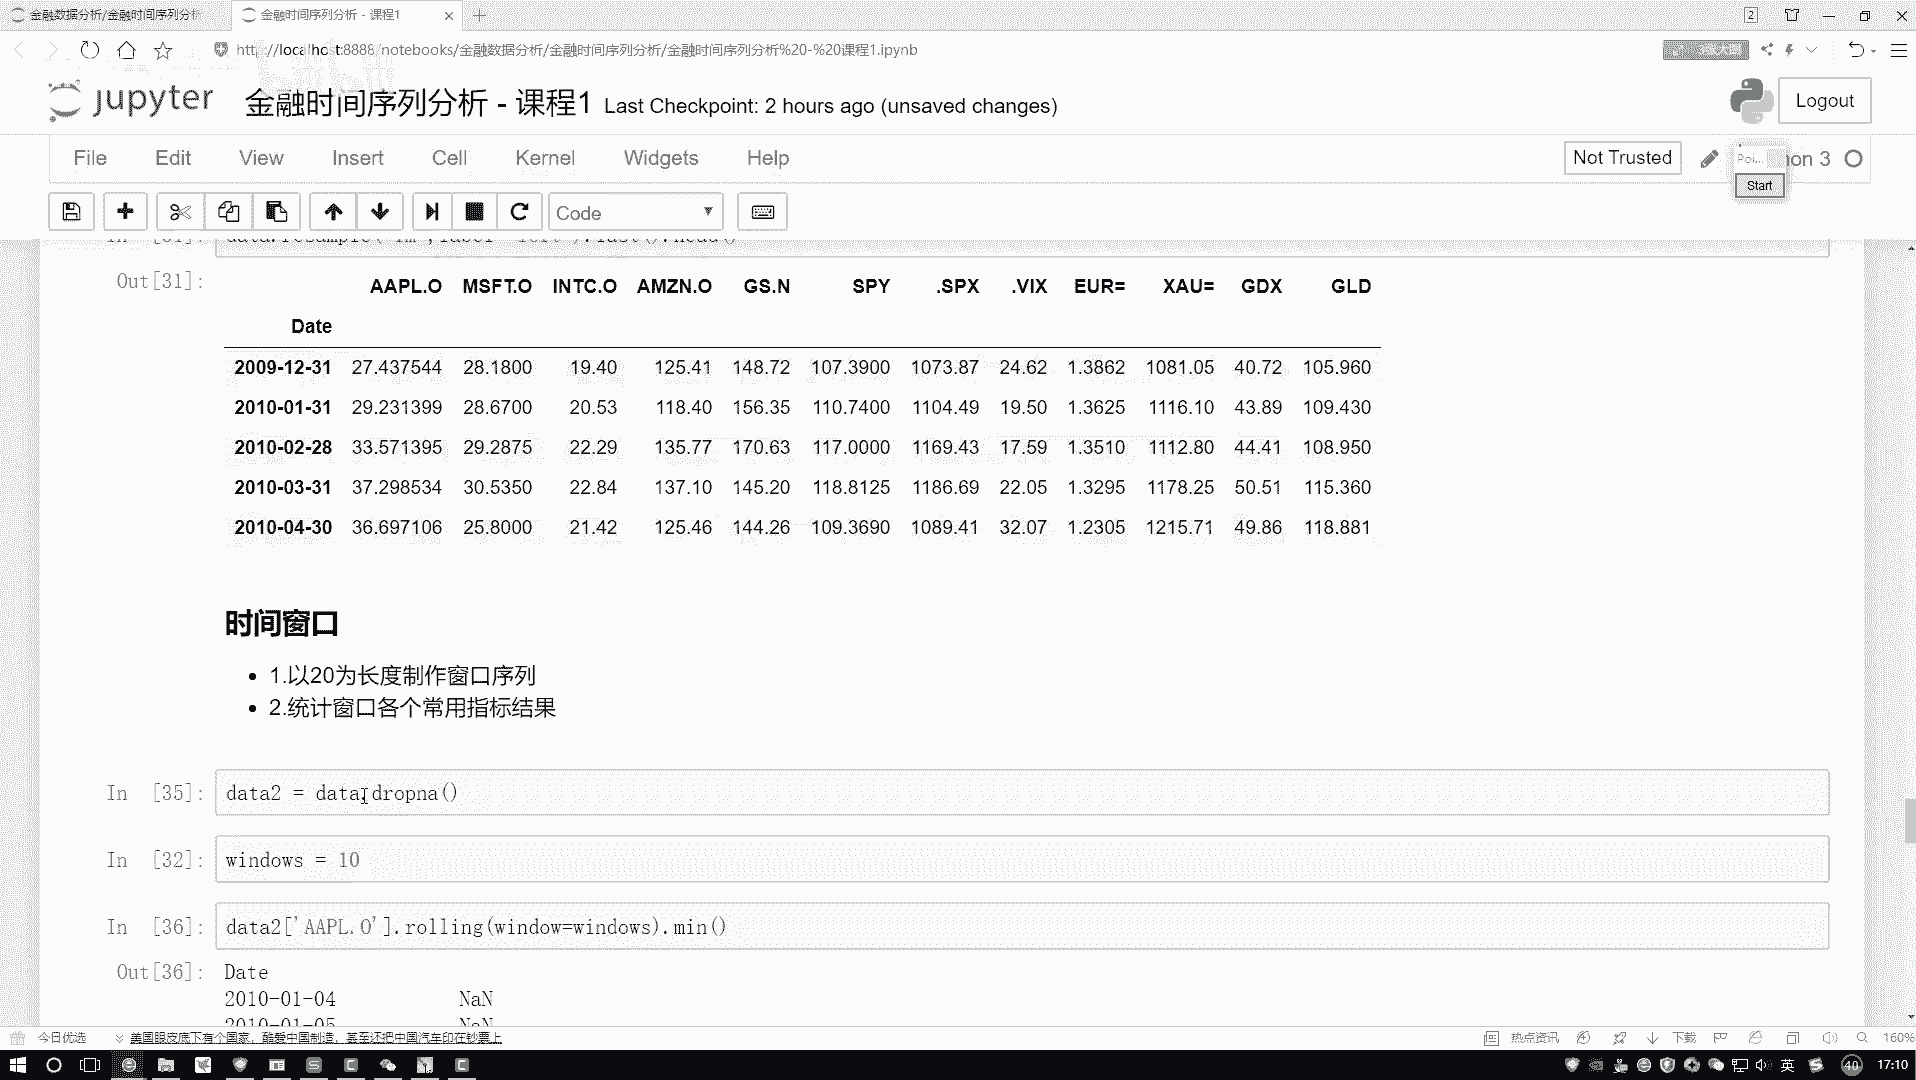 金融数据分析/金融时间序列分析
金融时间序列分析 - 课程1
2
http://localhost:8888/notebooks/金融数据分析/金融时间序列分析/金融时间序列分析%20-%20课程1.ipynb
jupyter 金融时间序列分析 - 课程1 Last Checkpoint: 2 hours ago (unsaved changes)
Logout
File Edit View Insert Cell Kernel Widgets Help
Not Trusted
Poi...
on 3
Start
Code
Out[31]:
AAPL.O MSFT.O INTC.O AMZN.O GS.N SPY .SPX .VIX EUR= XAU= GDX GLD
Date
2009-12-31 27.437544 28.1800 19.40 125.41 148.72 107.3900 1073.87 24.62 1.3862 1081.05 40.72 105.960
2010-01-31 29.231399 28.6700 20.53 118.40 156.35 110.7400 1104.49 19.50 1.3625 1116.10 43.89 109.430
2010-02-28 33.571395 29.2875 22.29 135.77 170.63 117.0000 1169.43 17.59 1.3510 1112.80 44.41 108.950
2010-03-31 37.298534 30.5350 22.84 137.10 145.20 118.8125 1186.69 22.05 1.3295 1178.25 50.51 115.360
2010-04-30 36.697106 25.8000 21.42 125.46 144.26 109.3690 1089.41 32.07 1.2305 1215.71 49.86 118.881
时间窗口
1.以20为长度制作窗口序列
2.统计窗口各个常用指标结果
In [35]: data2 = data.dropna()
In [32]: windows = 10
In [36]: data2['AAPL.O'].rolling(window=windows).min()
Out[36]: Date
2010-01-04 NaN
2010-01-05 NaN
今日优选 美国眼皮底下有个国家，酷爱中国制造，甚至还把中国汽车印在钞票上
热点资讯 下载 160%
英 40 17:10